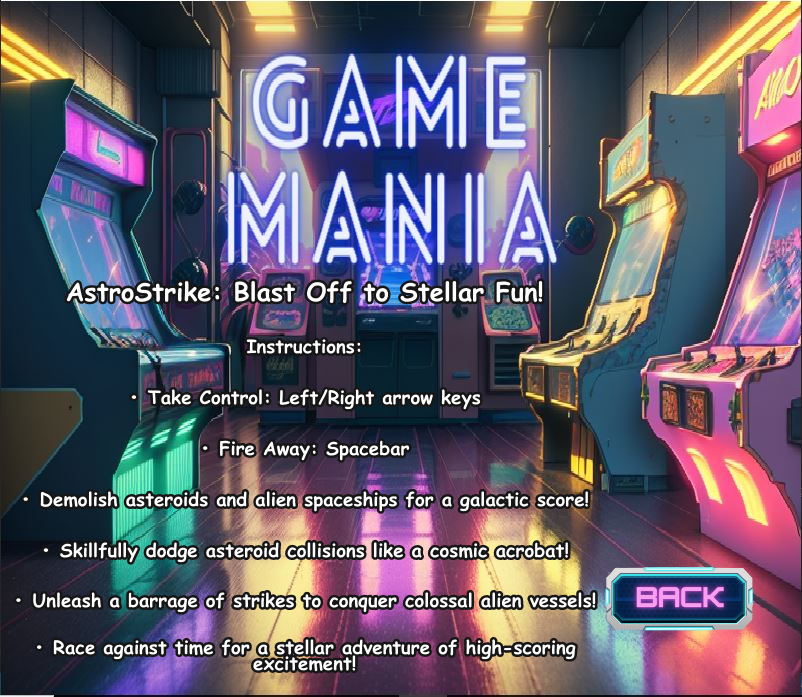 GAME
MANIA
AstroStrike: Blast Off to Stellar Fun!
Instructions:
• Take Control: Left/Right arrow keys
• Fire Away: Spacebar
• Demolish asteroids and alien spaceships for a galactic score!
• Skillfully dodge asteroid collisions like a cosmic acrobat!
• Unleash a barrage of strikes to conquer colossal alien vessels!
BACK
• Race against time for a stellar adventure of high-scoring
excitement!